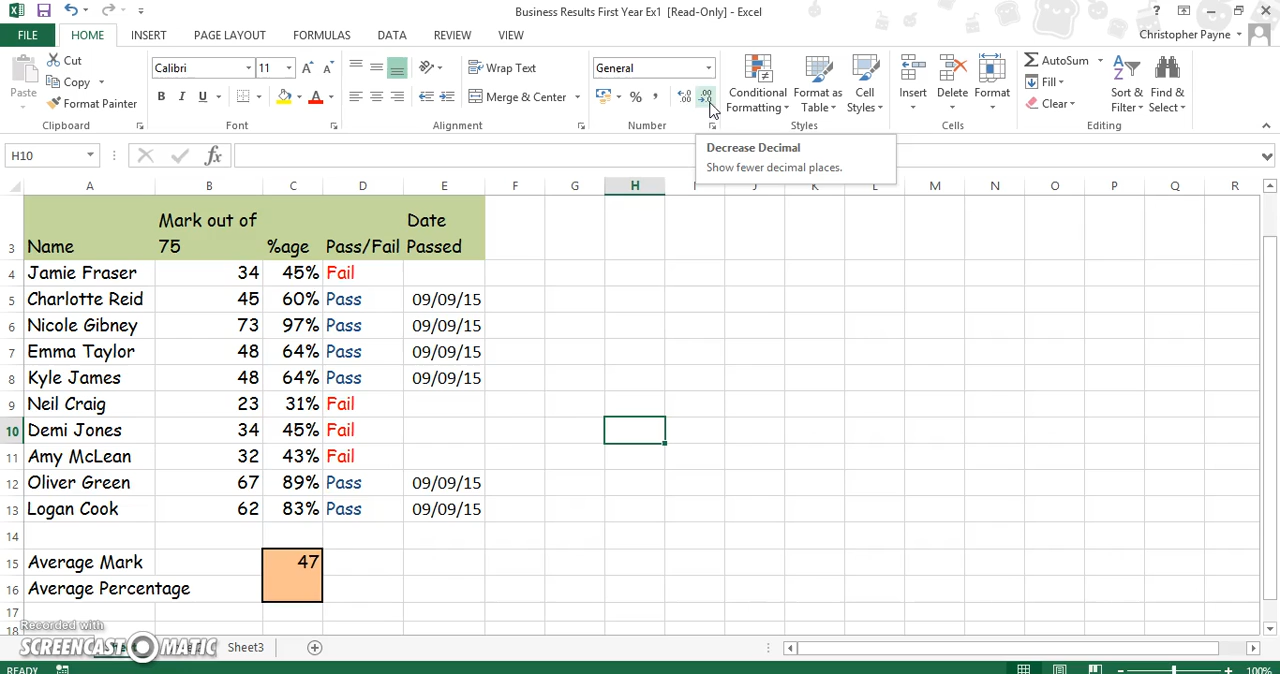 Business Results First Year Ex1 [Read-Only] - Excel
?
FILE HOME INSERT PAGE LAYOUT FORMULAS DATA REVIEW VIEW Christopher Payne
Paste Cut Copy Format Painter Clipboard
Calibri 11 B I U A Font
Wrap Text Merge & Center Alignment
General % , Number
Conditional Formatting Format as Table Cell Styles Styles
Insert Delete Format Cells
AutoSum Fill Clear Sort & Filter Find & Select Editing
H10 fx
Decrease Decimal
Show fewer decimal places.
A B C D E F G H I J K L M N O P Q R
3 Name Mark out of 75 %age Pass/Fail Date Passed
4 Jamie Fraser 34 45% Fail
5 Charlotte Reid 45 60% Pass 09/09/15
6 Nicole Gibney 73 97% Pass 09/09/15
7 Emma Taylor 48 64% Pass 09/09/15
8 Kyle James 48 64% Pass 09/09/15
9 Neil Craig 23 31% Fail
10 Demi Jones 34 45% Fail
11 Amy McLean 32 43% Fail
12 Oliver Green 67 89% Pass 09/09/15
13 Logan Cook 62 83% Pass 09/09/15
14
15 Average Mark 47
16 Average Percentage
17
18
Recorded with
SCREENCAST MATIC
Sheet3
READY 100%